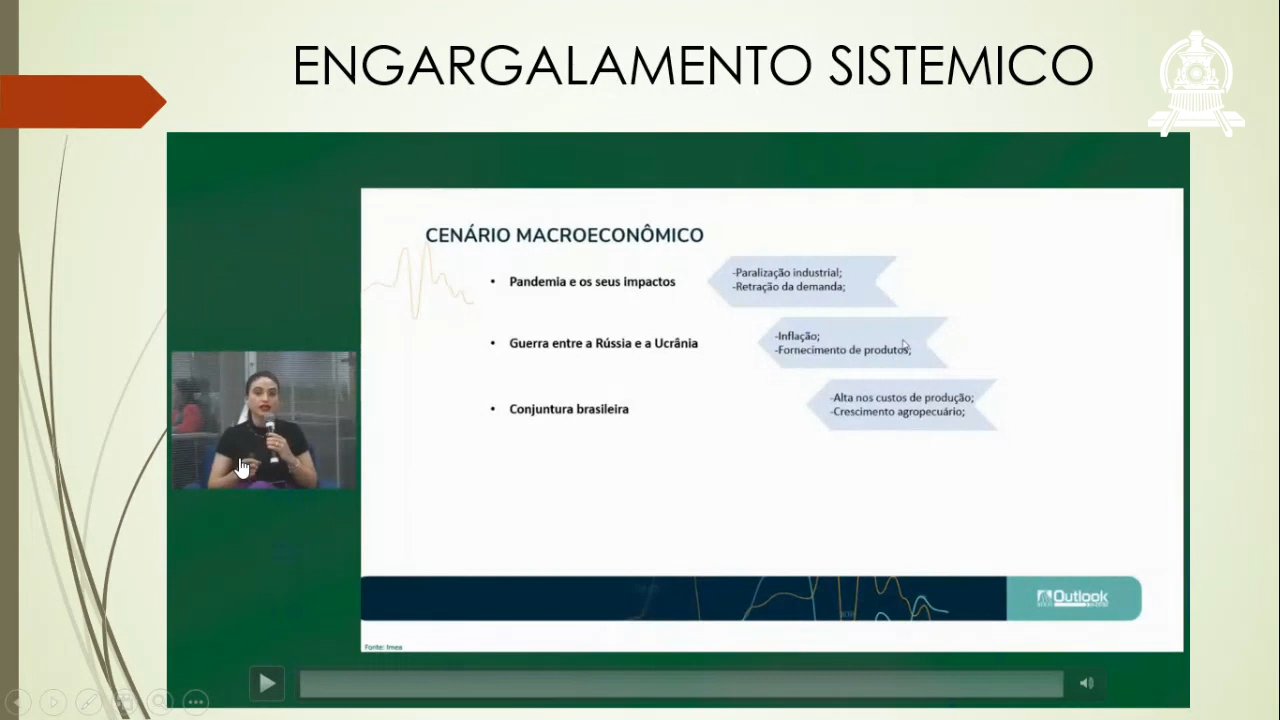 ENGARGALAMENTO SISTEMICO
CENÁRIO MACROECONÔMICO
• Pandemia e os seus impactos
-Paralização industrial;
-Retração da demanda;
• Guerra entre a Rússia e a Ucrânia
-Inflação;
-Fornecimento de produtos;
• Conjuntura brasileira
-Alta nos custos de produção;
-Crescimento agropecuário;
Outlook
Fonte: Imea